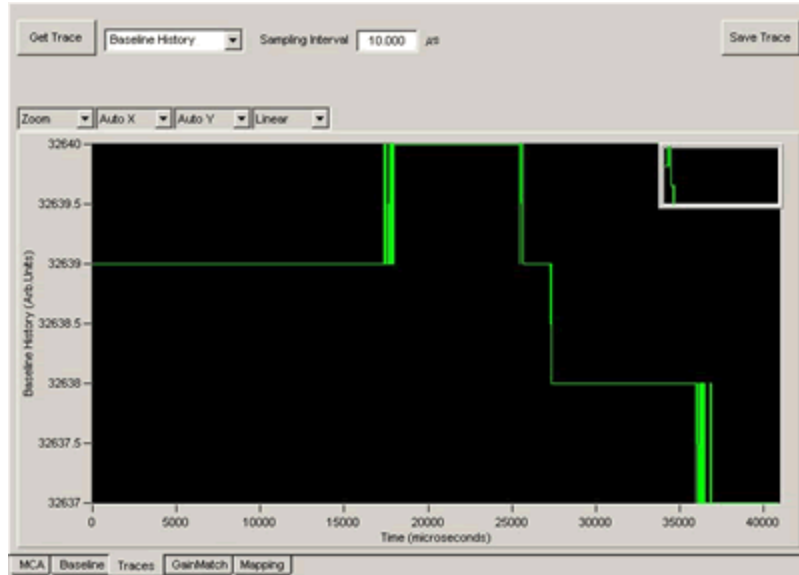 Get Trace Baseline History Sampling Interval 10.000 µs Save Trace
Zoom Auto X Auto Y Linear
32640
32639.5
32639
32638.5
32638
32637.5
32637
Baseline History (Arb.Units)
0 5000 10000 15000 20000 25000 30000 35000 40000
Time (microseconds)
MCA Baseline Traces GainMatch Mapping